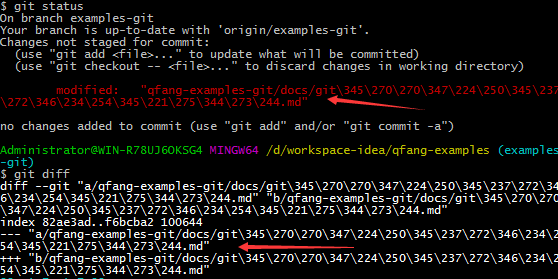 $ git status
On branch examples-git
Your branch is up-to-date with 'origin/examples-git'.
Changes not staged for commit:
  (use "git add <file>..." to update what will be committed)
  (use "git checkout -- <file>..." to discard changes in working directory)
        modified:   "qfang-examples-git/docs/git\345\270\270\347\224\250\345\237\2
\272\346\234\254\345\221\275\344\273\244.md"
no changes added to commit (use "git add" and/or "git commit -a")
Administrator@WIN-R78UJ6OKSG4 MINGW64 /d/workspace-idea/qfang-examples (examples
-git)
$ git diff
diff --git "a/qfang-examples-git/docs/git\345\270\270\347\224\250\345\237\272\34
6\234\254\345\221\275\344\273\244.md" "b/qfang-examples-git/docs/git\345\270\270
\347\224\250\345\237\272\346\234\254\345\221\275\344\273\244.md"
index 82ae3ad..f6bcba2 100644
--- "a/qfang-examples-git/docs/git\345\270\270\347\224\250\345\237\272\346\234\2
54\345\221\275\344\273\244.md"
+++ "b/qfang-examples-git/docs/git\345\270\270\347\224\250\345\237\272\346\234\2
54\345\221\275\344\273\244.md"